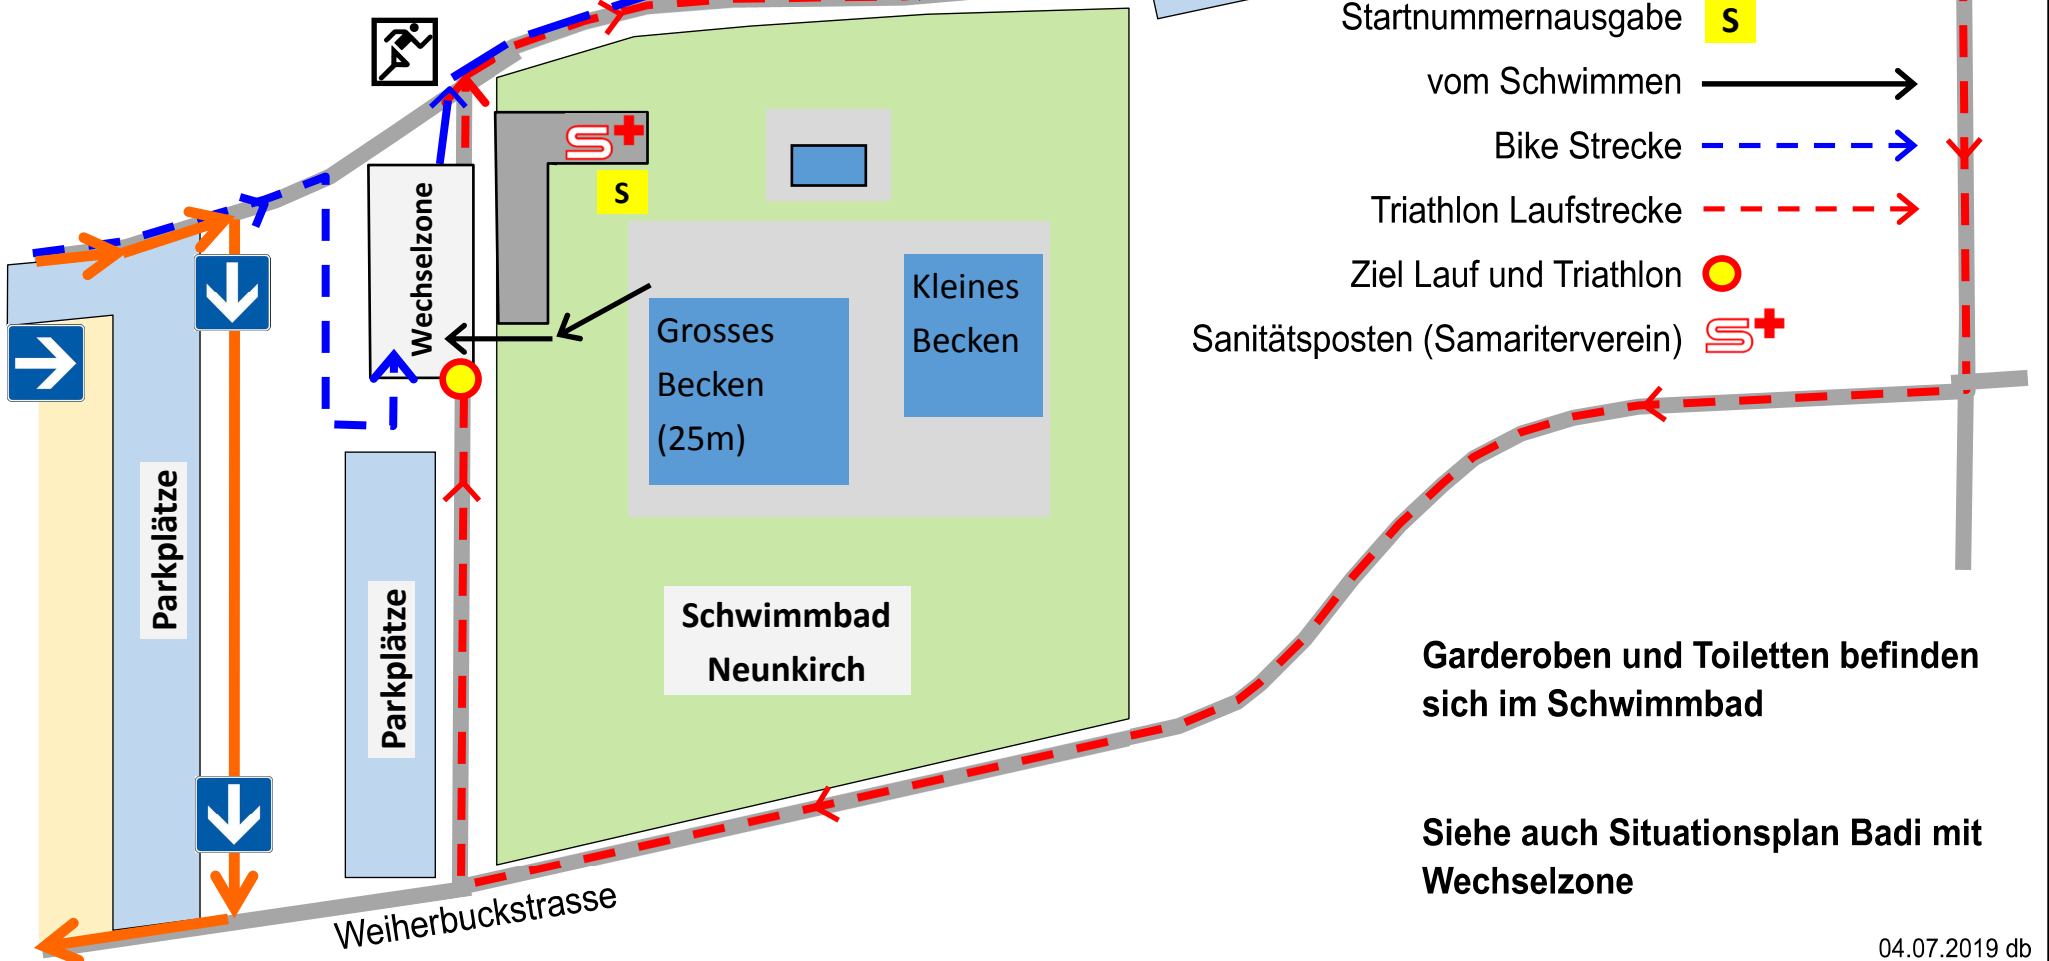 Startnummernausgabe S
vom Schwimmen
Bike Strecke
Triathlon Laufstrecke
Ziel Lauf und Triathlon
Sanitätsposten (Samariterverein) S
S
S
Wechselzone
Grosses
Becken
(25m)
Kleines
Becken
Parkplätze
Parkplätze
Schwimmbad
Neunkirch
Weiherbuckstrasse
Garderoben und Toiletten befinden
sich im Schwimmbad
Siehe auch Situationsplan Badi mit
Wechselzone
04.07.2019 db